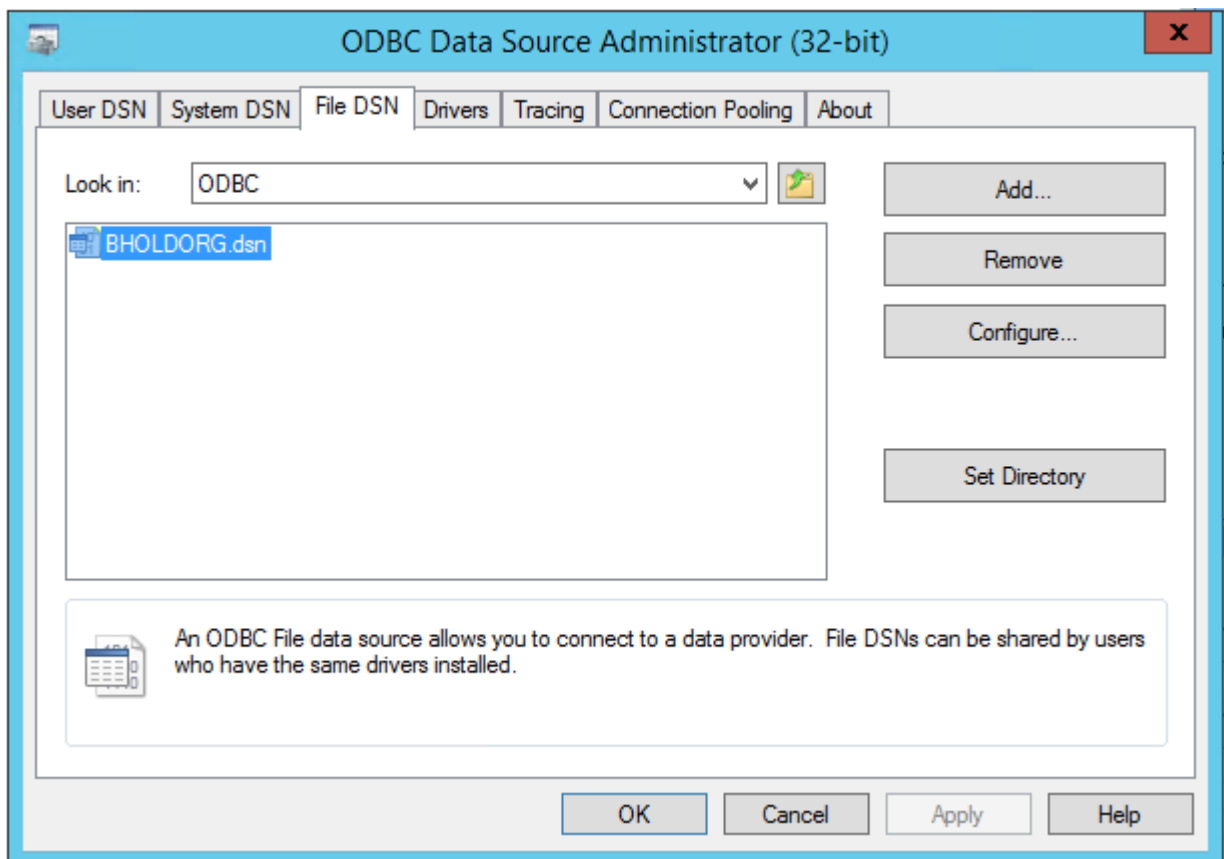 ODBC Data Source Administrator (32-bit)
x
User DSN System DSN File DSN Drivers Tracing Connection Pooling About
Look in: ODBC
Add...
BHOLDORG.dsn
Remove
Configure...
Set Directory
An ODBC File data source allows you to connect to a data provider. File DSNs can be shared by users
who have the same drivers installed.
OK Cancel Apply Help